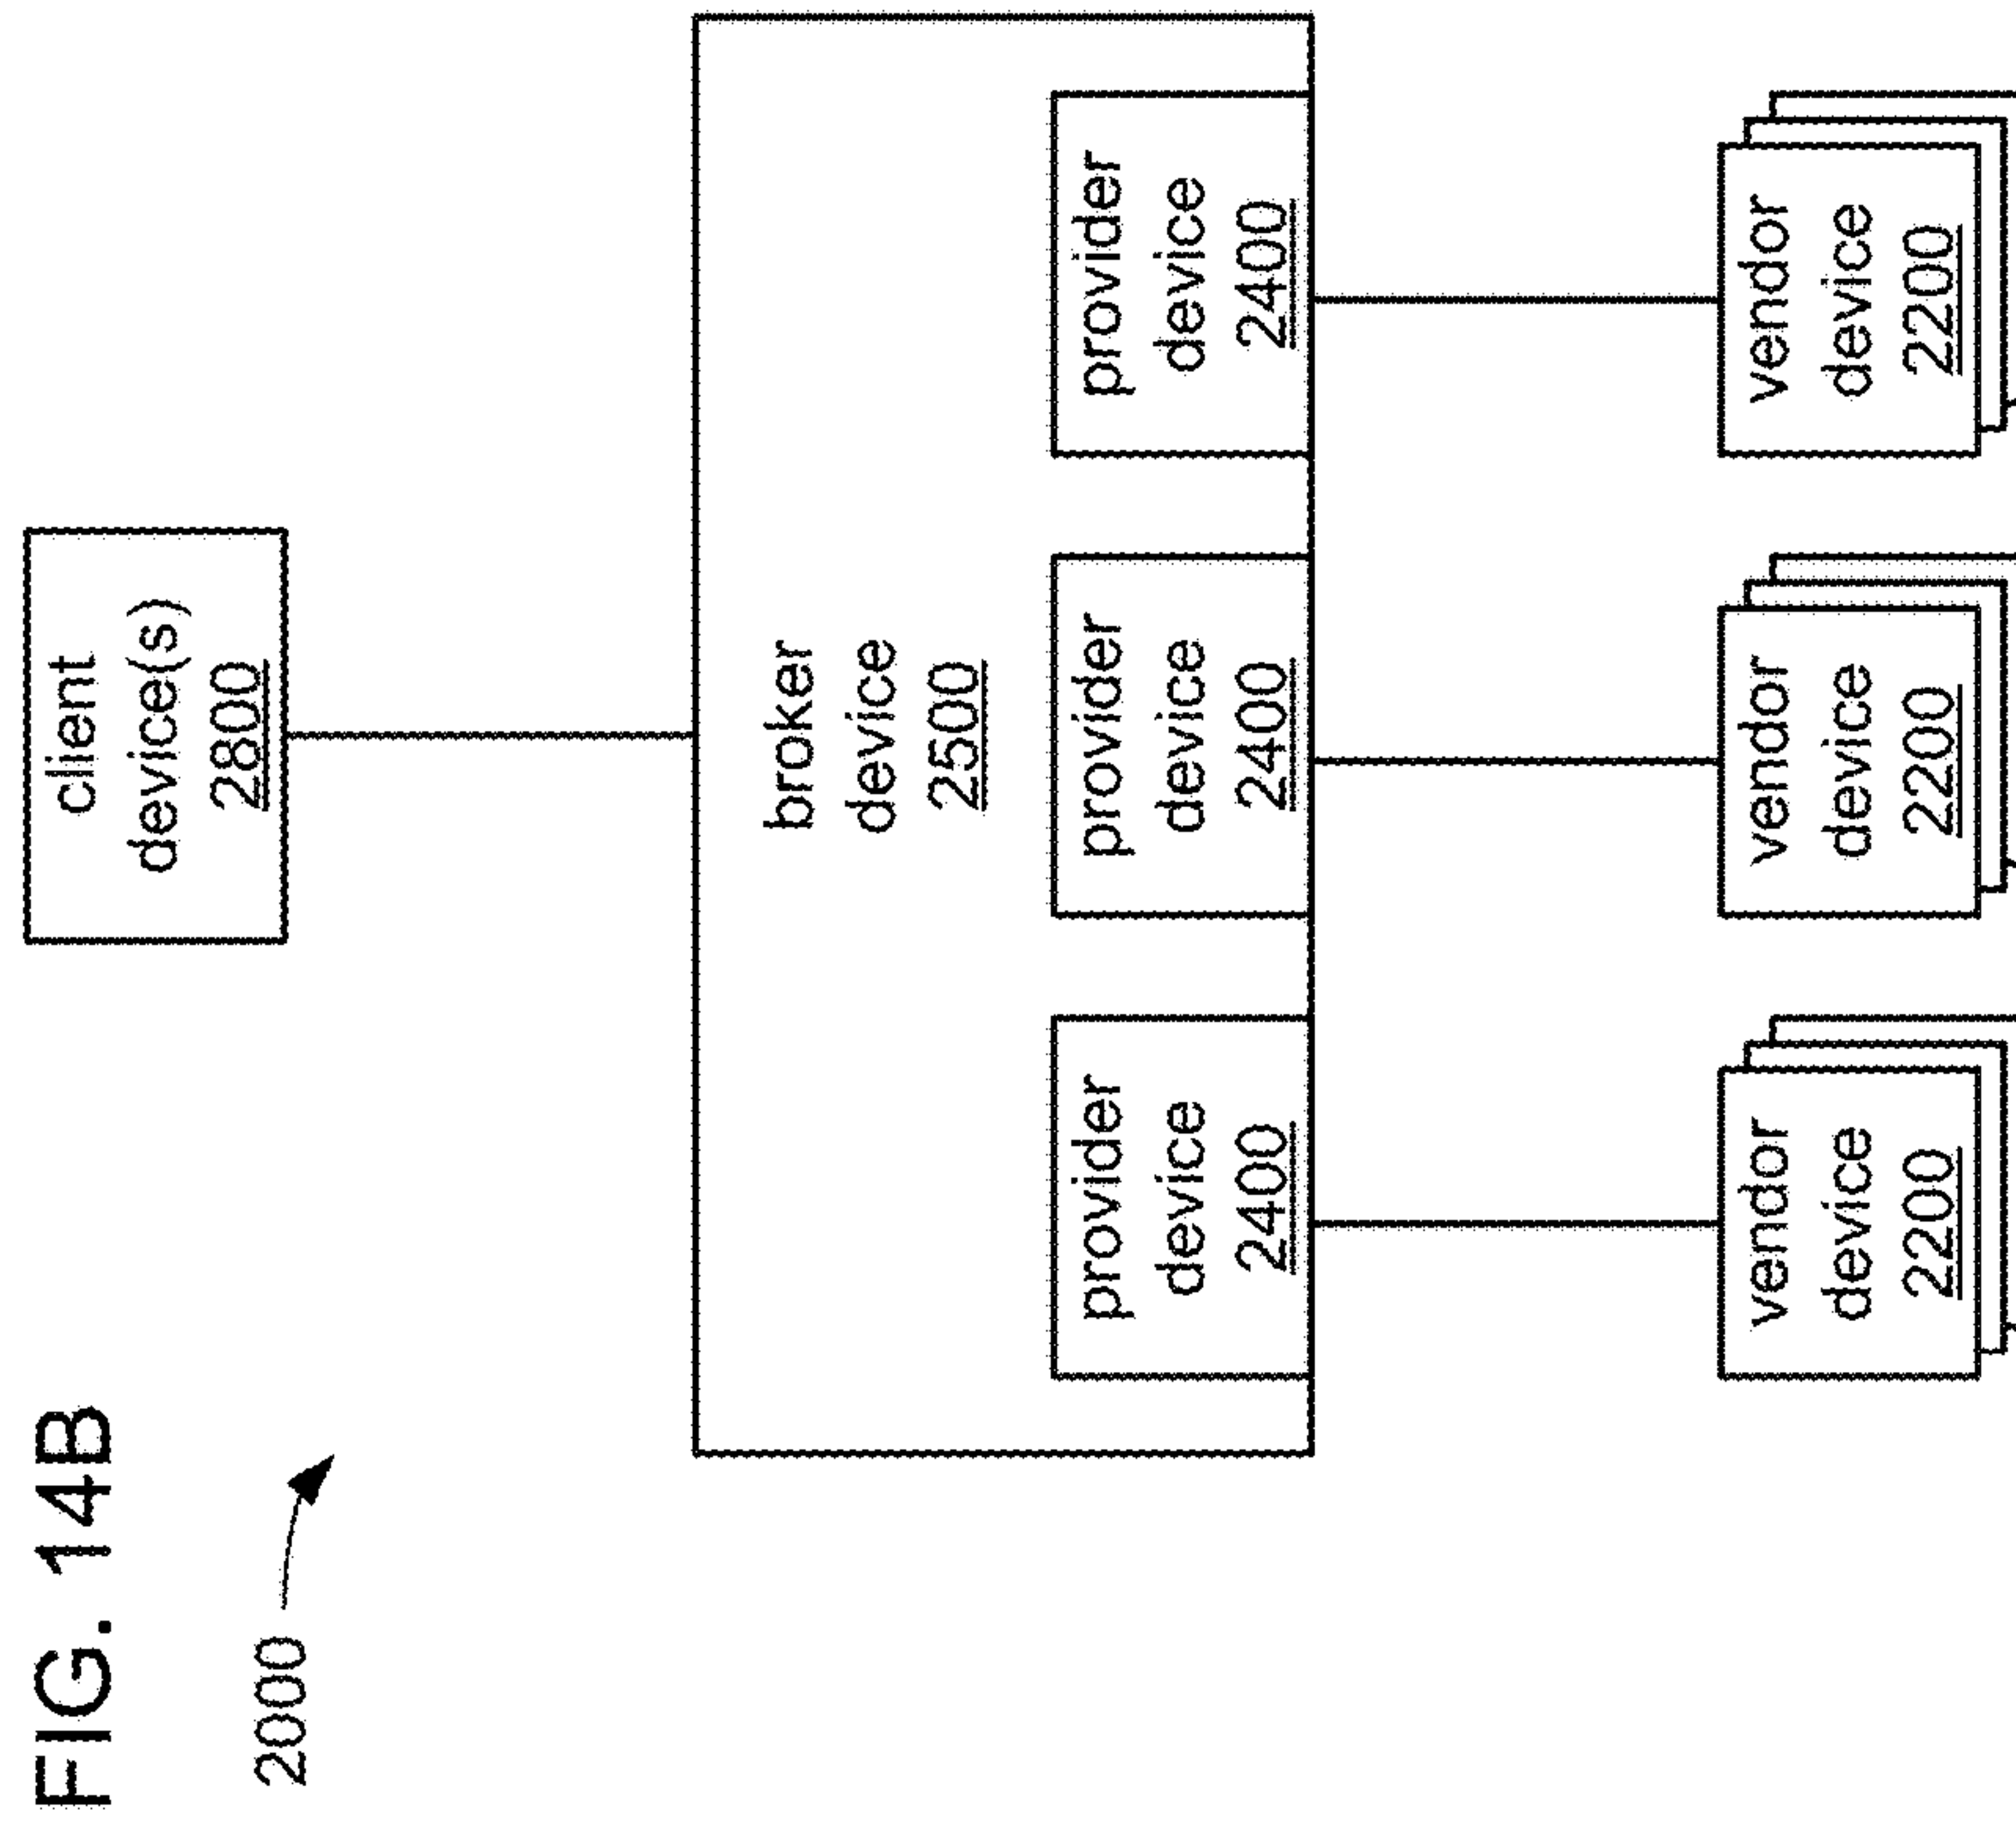 FIG. 14B
2000
client
device(s)
2800
broker
device
2500
provider
device
2400
provider
device
2400
provider
device
2400
vendor
device
2200
vendor
device
2200
vendor
device
2200